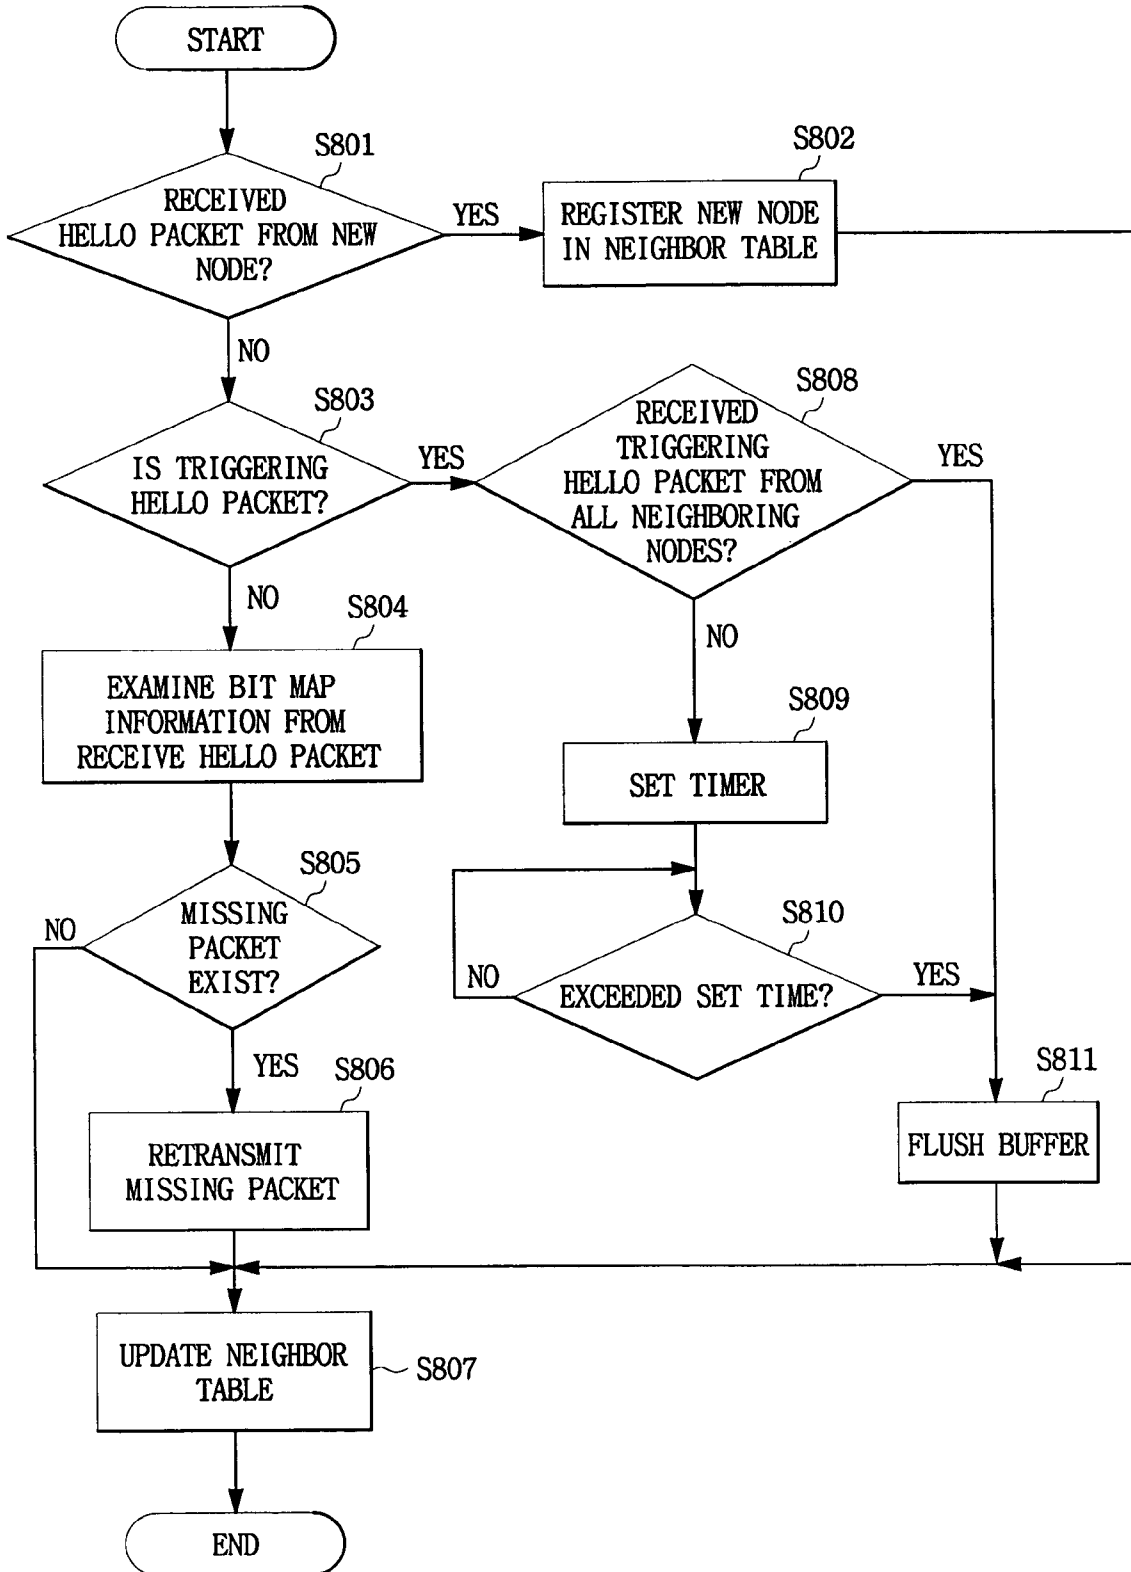 START
S801
RECEIVED
HELLO PACKET FROM NEW
NODE?
YES
S802
REGISTER NEW NODE
IN NEIGHBOR TABLE
NO
S803
IS TRIGGERING
HELLO PACKET?
YES
S808
RECEIVED
TRIGGERING
HELLO PACKET FROM
ALL NEIGHBORING
NODES?
YES
NO
S804
EXAMINE BIT MAP
INFORMATION FROM
RECEIVE HELLO PACKET
NO
S809
SET TIMER
S805
MISSING
PACKET
EXIST?
NO
S810
EXCEEDED SET TIME?
NO
YES
YES
S806
RETRANSMIT
MISSING PACKET
S811
FLUSH BUFFER
UPDATE NEIGHBOR
TABLE
S807
END